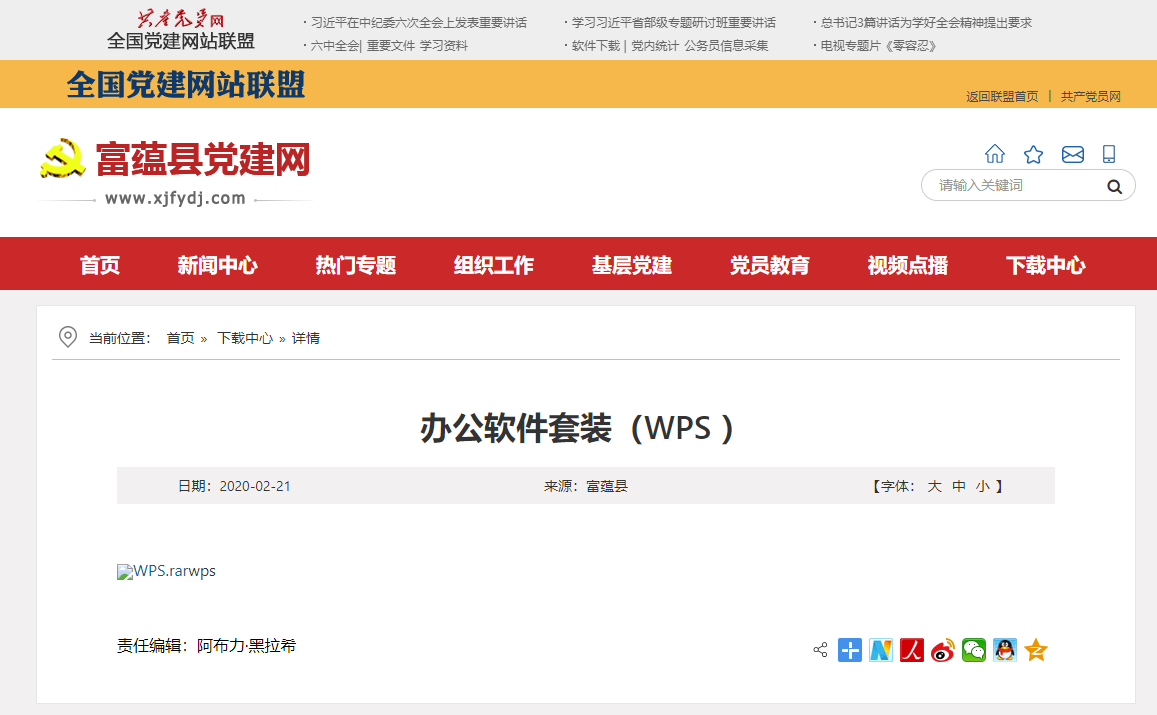 共产党员网
全国党建网站联盟
· 习近平在中纪委六次全会上发表重要讲话
· 学习习近平省部级专题研讨班重要讲话
· 总书记3篇讲话为学好全会精神提出要求
· 六中全会| 重要文件 学习资料
· 软件下载 | 党内统计 公务员信息采集
· 电视专题片《零容忍》
全国党建网站联盟
返回联盟首页 | 共产党员网
富蕴县党建网
www.xjfydj.com
请输入关键词
首页 新闻中心 热门专题 组织工作 基层党建 党员教育 视频点播 下载中心
当前位置： 首页 » 下载中心 » 详情
办公软件套装（WPS ）
日期：2020-02-21
来源：富蕴县
【字体： 大 中 小 】
WPS.rarwps
责任编辑：阿布力·黑拉希